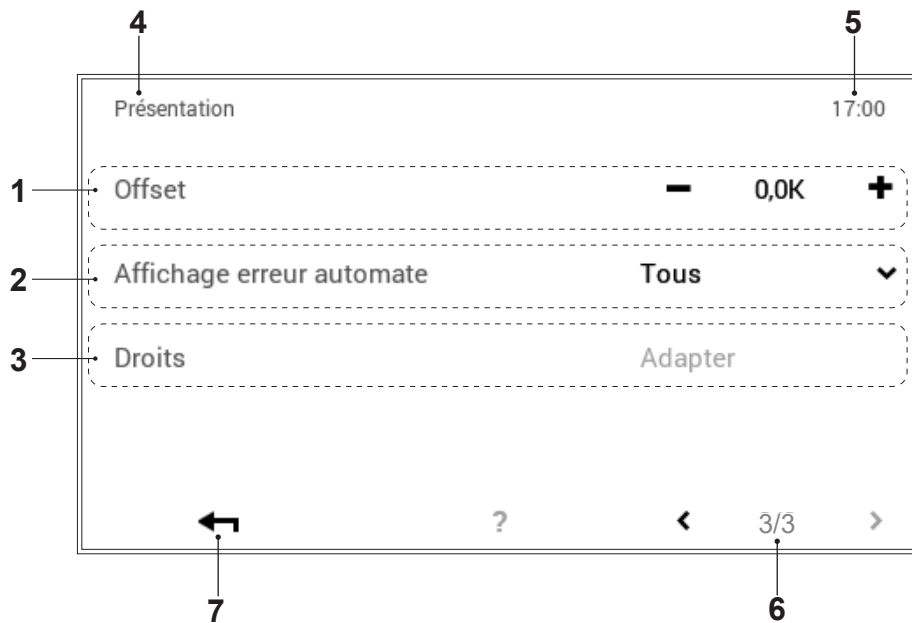 4 5
Présentation 17:00
1 Offset − 0,0K +
2 Affichage erreur automate Tous
3 Droits Adapter
? < 3/3 >
7 6